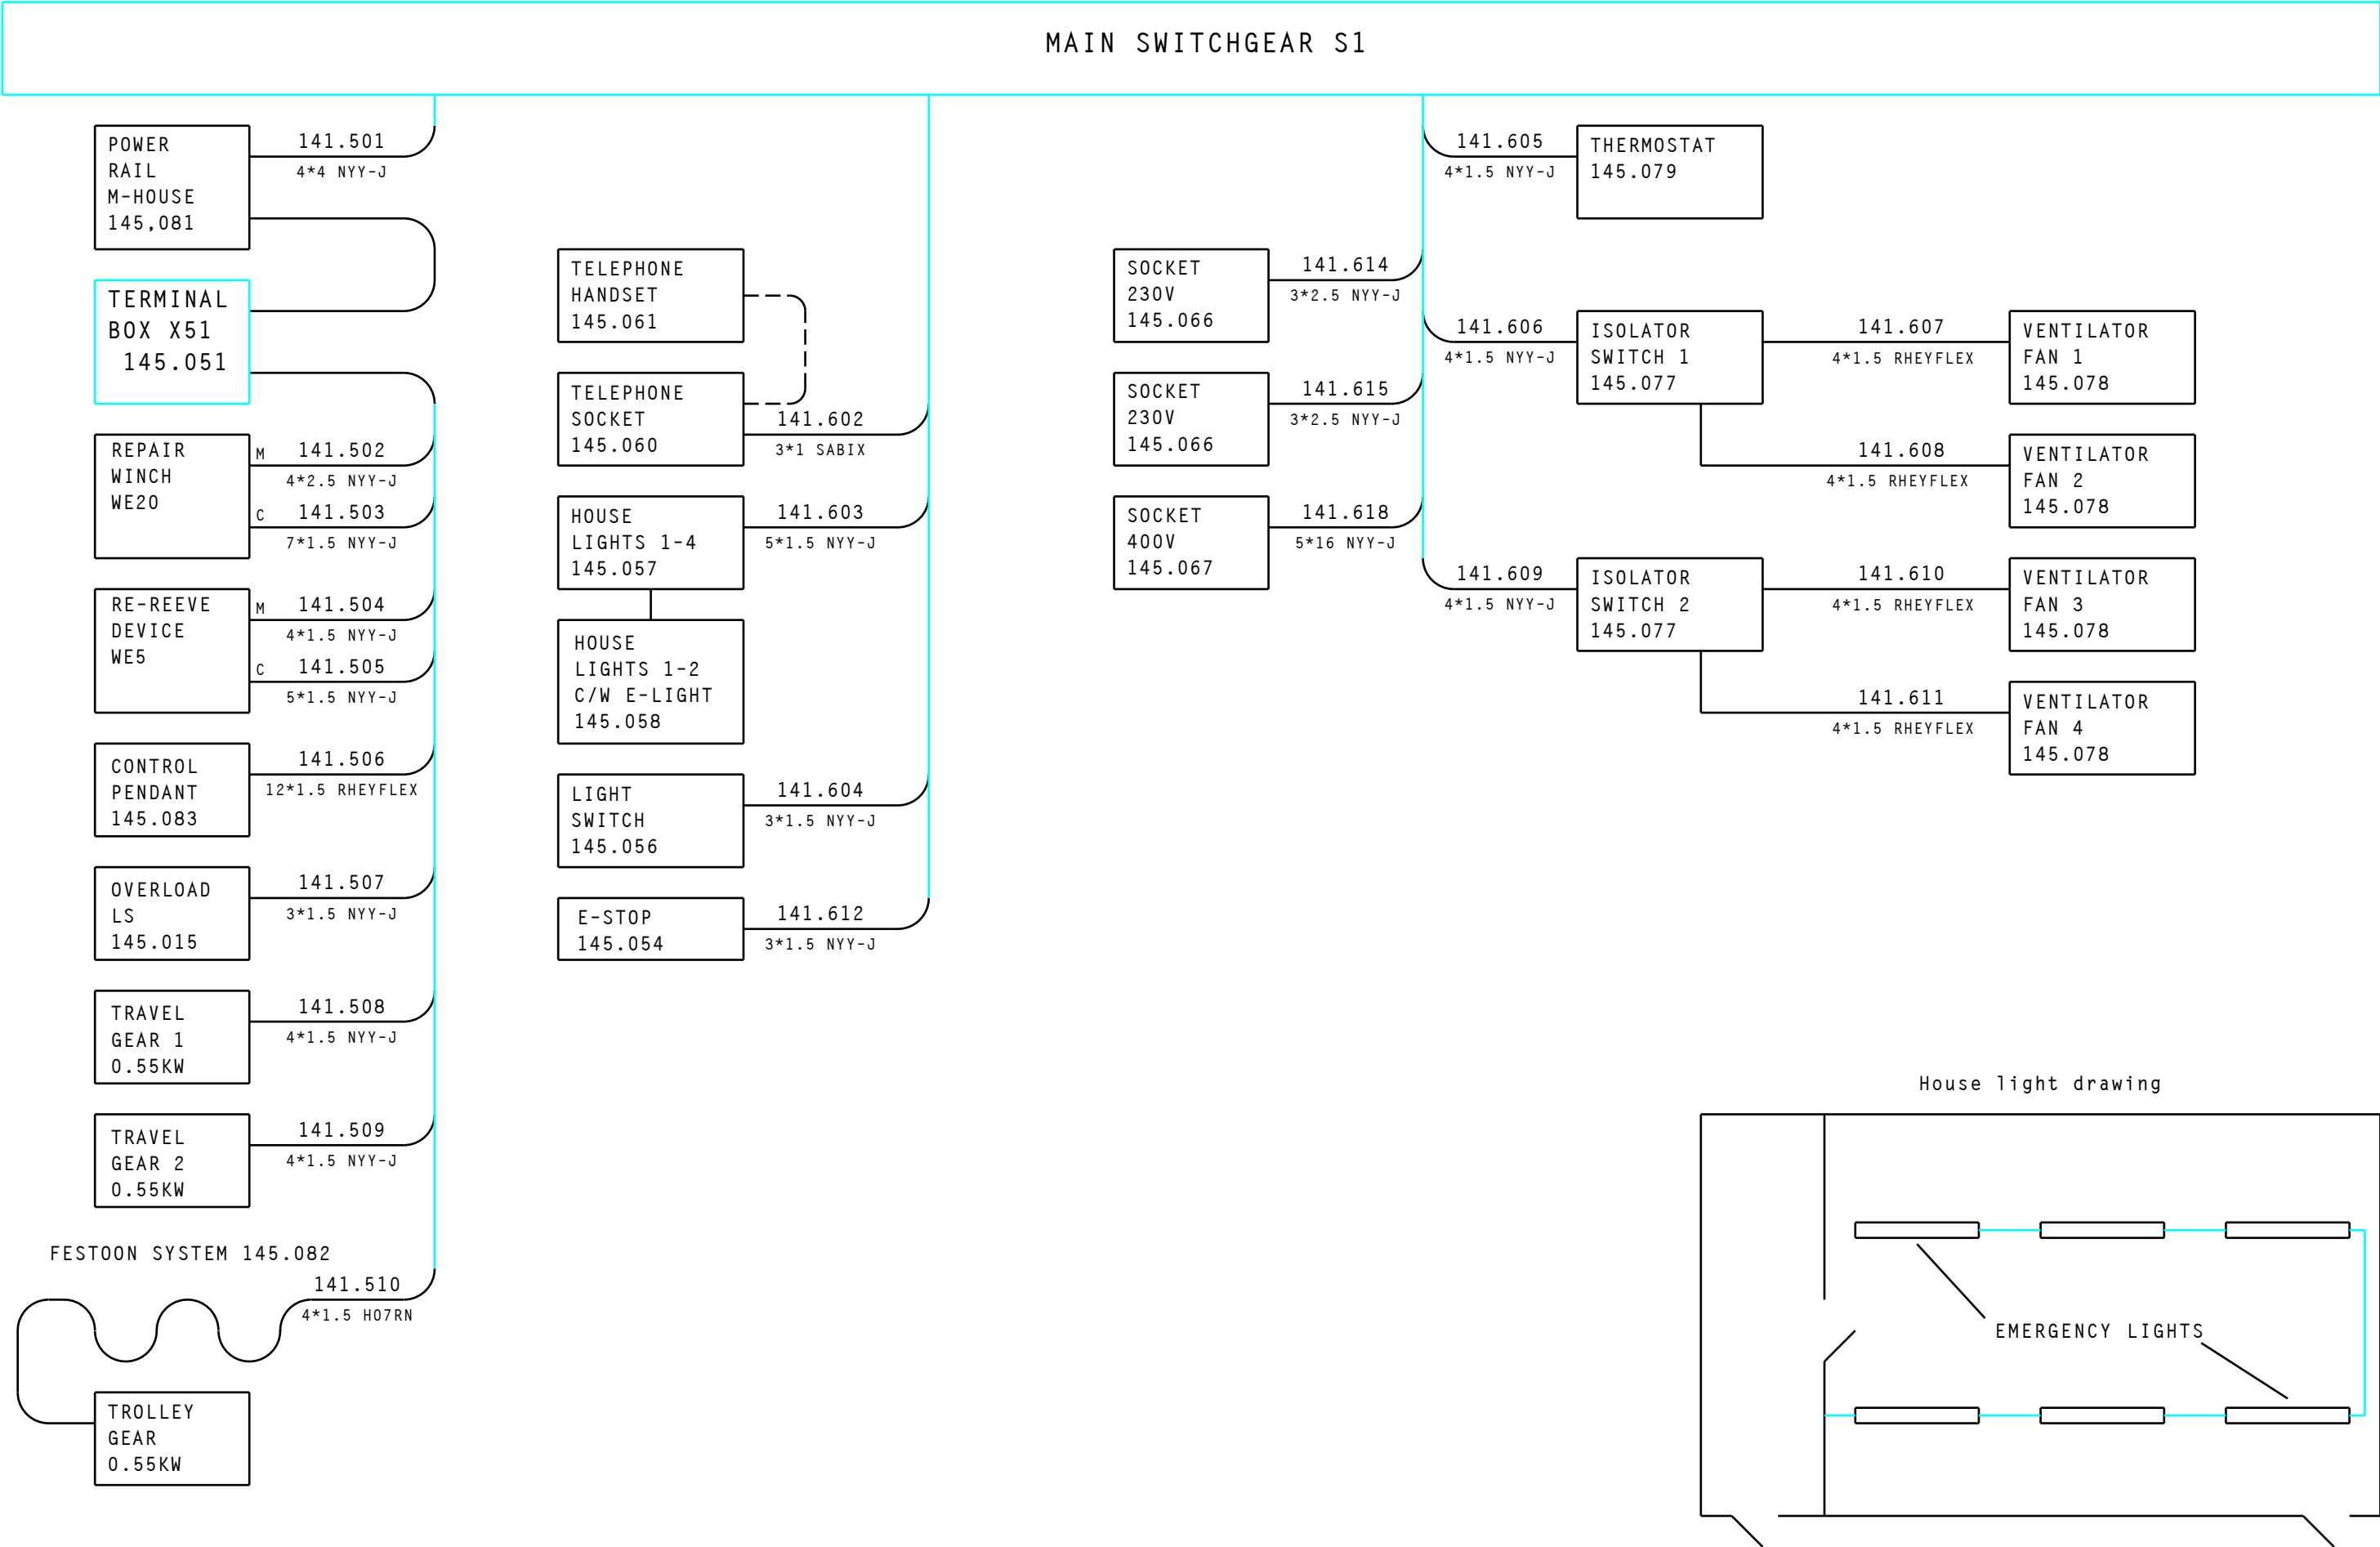 MAIN SWITCHGEAR S1
POWER
RAIL
M-HOUSE
145,081
141.501
4*4 NYY-J
TERMINAL
BOX X51
145.051
REPAIR
WINCH
WE20
M
141.502
4*2.5 NYY-J
C
141.503
7*1.5 NYY-J
RE-REEVE
DEVICE
WE5
M
141.504
4*1.5 NYY-J
C
141.505
5*1.5 NYY-J
CONTROL
PENDANT
145.083
141.506
12*1.5 RHEYFLEX
OVERLOAD
LS
145.015
141.507
3*1.5 NYY-J
TRAVEL
GEAR 1
0.55KW
141.508
4*1.5 NYY-J
TRAVEL
GEAR 2
0.55KW
141.509
4*1.5 NYY-J
FESTOON SYSTEM 145.082
141.510
4*1.5 H07RN
TROLLEY
GEAR
0.55KW
TELEPHONE
HANDSET
145.061
TELEPHONE
SOCKET
145.060
141.602
3*1 SABIX
HOUSE
LIGHTS 1-4
145.057
141.603
5*1.5 NYY-J
HOUSE
LIGHTS 1-2
C/W E-LIGHT
145.058
LIGHT
SWITCH
145.056
141.604
3*1.5 NYY-J
E-STOP
145.054
141.612
3*1.5 NYY-J
SOCKET
230V
145.066
141.614
3*2.5 NYY-J
SOCKET
230V
145.066
141.615
3*2.5 NYY-J
SOCKET
400V
145.067
141.618
5*16 NYY-J
141.605
4*1.5 NYY-J
THERMOSTAT
145.079
141.606
4*1.5 NYY-J
ISOLATOR
SWITCH 1
145.077
141.607
4*1.5 RHEYFLEX
VENTILATOR
FAN 1
145.078
141.608
4*1.5 RHEYFLEX
VENTILATOR
FAN 2
145.078
141.609
4*1.5 NYY-J
ISOLATOR
SWITCH 2
145.077
141.610
4*1.5 RHEYFLEX
VENTILATOR
FAN 3
145.078
141.611
4*1.5 RHEYFLEX
VENTILATOR
FAN 4
145.078
House light drawing
EMERGENCY LIGHTS